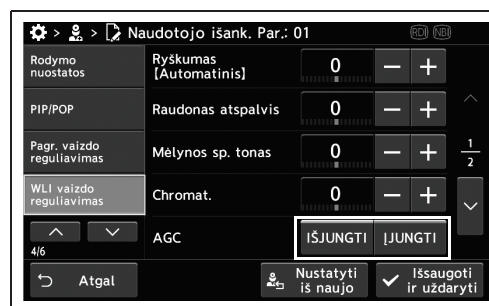 > > Naudotojo išank. Par.: 01 RDI NBI
Rodymo
nuostatos
PIP/POP
Pagr. vaizdo
reguliavimas
WLI vaizdo
reguliavimas
4/6
Ryškumas
[Automatinis]
0 − +
Raudonas atspalvis 0 − +
Mėlynos sp. tonas 0 − +
Chromat. 0 − +
AGC IŠJUNGTI ĮJUNGTI
1
2
Atgal
Nustatyti
iš naujo
Išsaugoti
ir uždaryti